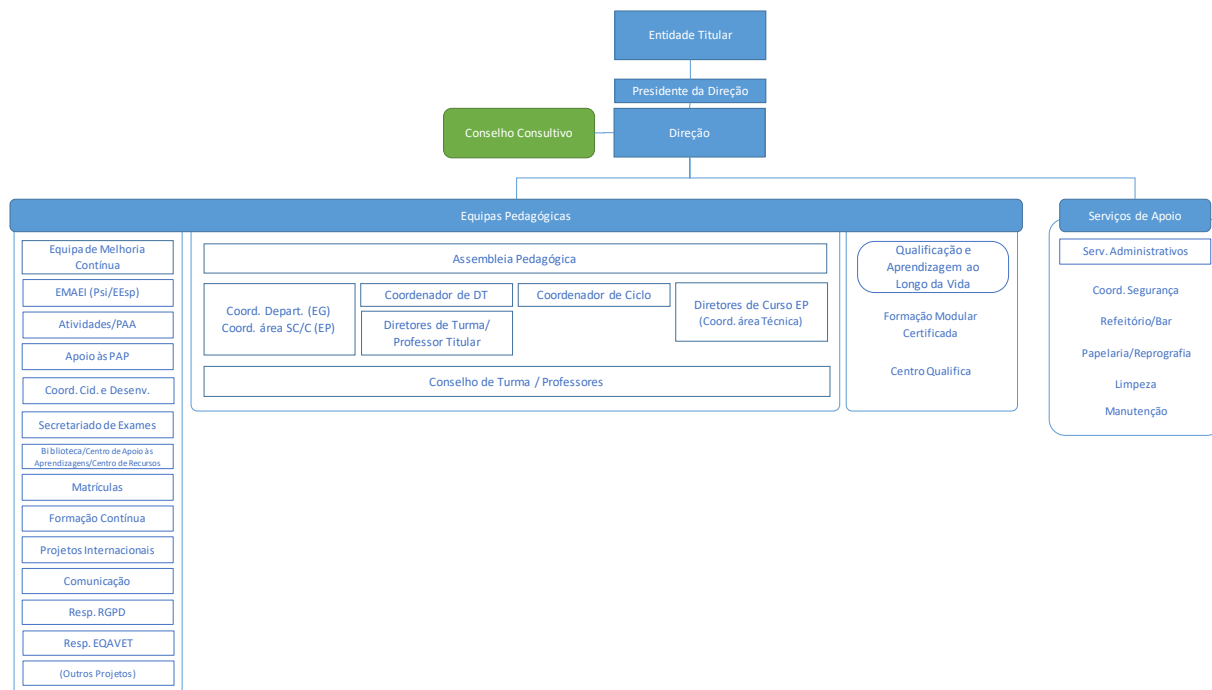 Entidade Titular
Presidente da Direção
Conselho Consultivo
Direção
Equipas Pedagógicas
Serviços de Apoio
Equipa de Melhoria
Contínua
EMAEI (Psi/EEsp)
Atividades/PAA
Apoio às PAP
Coord. Cid. e Desenv.
Secretariado de Exames
Biblioteca/Centro de Apoio às
Aprendizagens/Centro de Recursos
Matrículas
Formação Contínua
Projetos Internacionais
Comunicação
Resp. RGPD
Resp. EQAVET
(Outros Projetos)
Assembleia Pedagógica
Coord. Depart. (EG)
Coord. área SC/C (EP)
Coordenador de DT
Diretores de Turma/
Professor Titular
Coordenador de Ciclo
Diretores de Curso EP
(Coord. área Técnica)
Conselho de Turma / Professores
Qualificação e
Aprendizagem ao
Longo da Vida
Formação Modular
Certificada
Centro Qualifica
Serv. Administrativos
Coord. Segurança
Refeitório/Bar
Papelaria/Reprografia
Limpeza
Manutenção